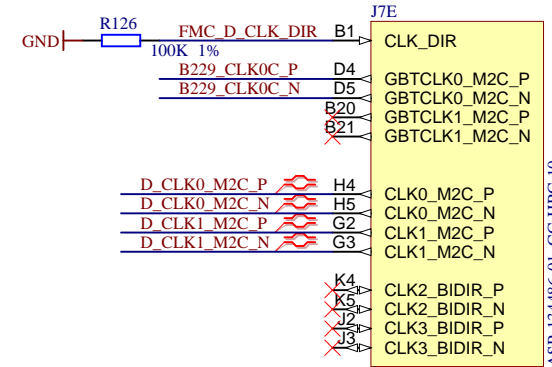 J7E
R126
GND
100K 1%
FMC_D_CLK_DIR B1 CLK_DIR
B229_CLK0C_P D4 GBTCLK0_M2C_P
B229_CLK0C_N D5 GBTCLK0_M2C_N
B20 GBTCLK1_M2C_P
B21 GBTCLK1_M2C_N
D_CLK0_M2C_P H4 CLK0_M2C_P
D_CLK0_M2C_N H5 CLK0_M2C_N
D_CLK1_M2C_P G2 CLK1_M2C_P
D_CLK1_M2C_N G3 CLK1_M2C_N
K4 CLK2_BIDIR_P
K5 CLK2_BIDIR_N
J2 CLK3_BIDIR_P
J3 CLK3_BIDIR_N